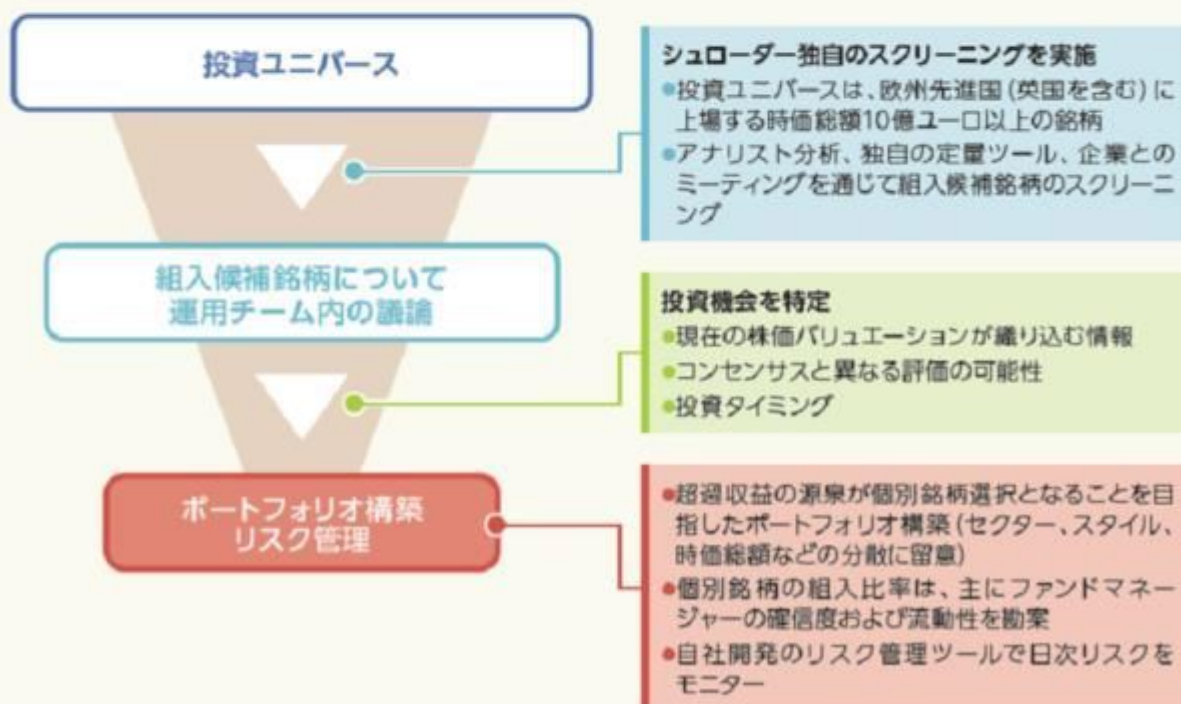 投資ユニバース
シュローダー独自のスクリーニングを実施
●投資ユニバースは、欧州先進国(英国を含む)に
上場する時価総額10億ユーロ以上の銘柄
●アナリスト分析、独自の定量ツール、企業との
ミーティングを通じて組入候補銘柄のスクリーニ
ング
組入候補銘柄について
運用チーム内の議論
投資機会を特定
●現在の株価バリュエーションが織り込む情報
●コンセンサスと異なる評価の可能性
●投資タイミング
ポートフォリオ構築
リスク管理
●超過収益の源泉が個別銘柄選択となることを目
指したポートフォリオ構築(セクター、スタイル、
時価総額などの分散に留意)
●個別銘柄の組入比率は、主にファンドマネー
ジャーの確信度および流動性を勘案
●自社開発のリスク管理ツールで日次リスクを
モニター